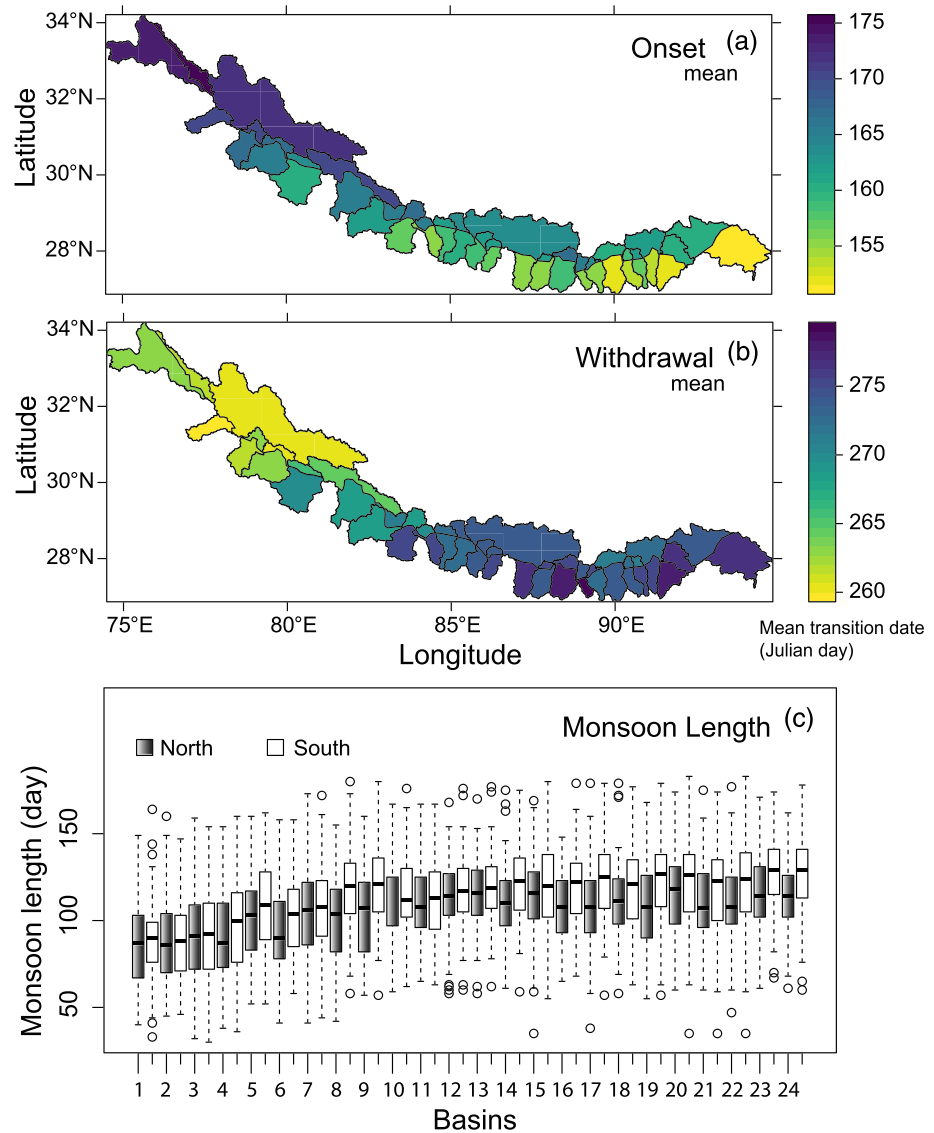 34°N
32°N
30°N
28°N
Latitude
Onset (a)
mean
175
170
165
160
155
34°N
32°N
30°N
28°N
Latitude
Withdrawal (b)
mean
275
270
265
260
75°E 80°E 85°E 90°E
Longitude
Mean transition date
(Julian day)
Monsoon Length (c)
North South
Monsoon length (day)
150
100
50
1 2 3 4 5 6 7 8 9 10 11 12 13 14 15 16 17 18 19 20 21 22 23 24
Basins